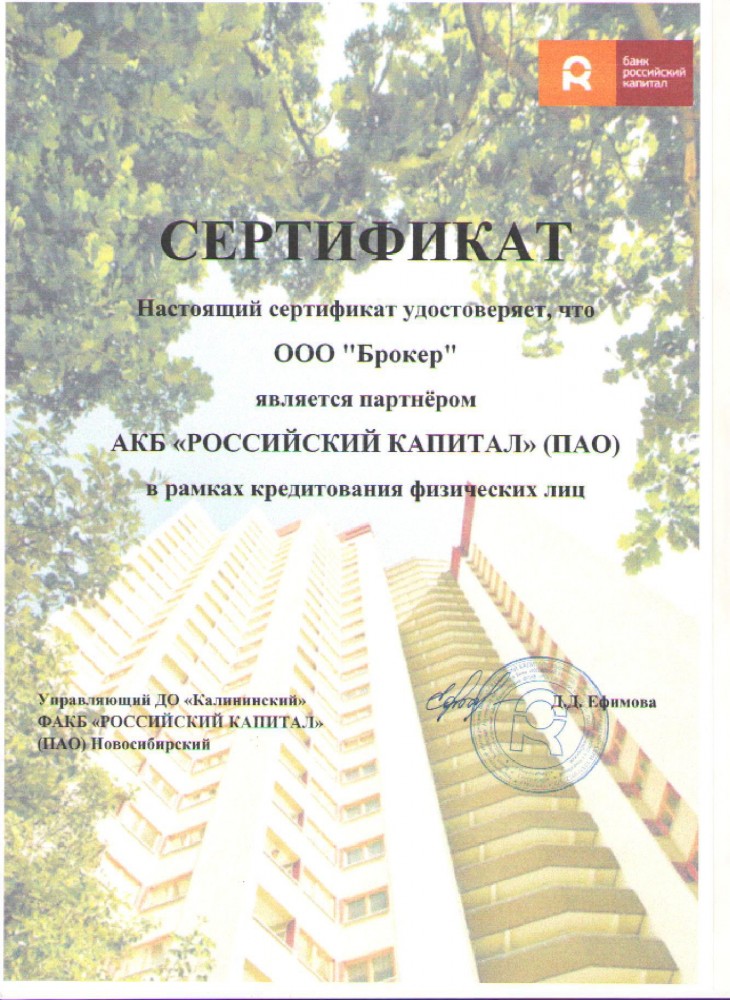 банк
российский
капитал
СЕРТИФИКАТ
Настоящий сертификат удостоверяет, что
ООО "Брокер"
является партнёром
АКБ «РОССИЙСКИЙ КАПИТАЛ» (ПАО)
в рамках кредитования физических лиц
Управляющий ДО «Калининский»
ФАКБ «РОССИЙСКИЙ КАПИТАЛ»
(ПАО) Новосибирский
Д.Д. Ефимова